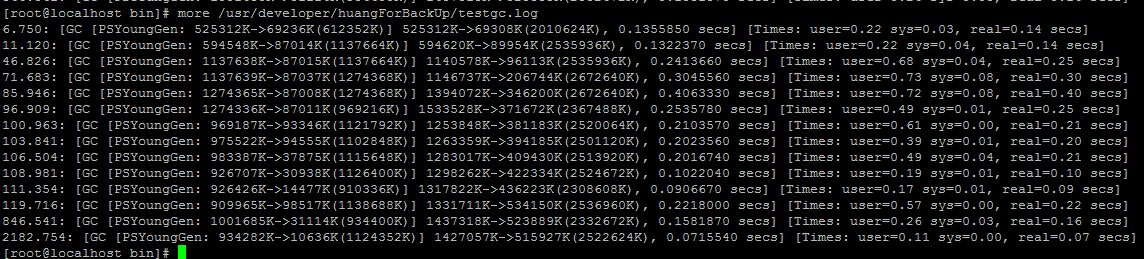 [root@localhost bin]# more /usr/developer/huangForBackUp/testgc.log
6.750: [GC [PSYoungGen: 525312K->69236K(612352K)] 525312K->69308K(2010624K), 0.1355850 secs] [Times: user=0.22 sys=0.03, real=0.14 secs]
11.120: [GC [PSYoungGen: 594548K->87014K(1137664K)] 594620K->89954K(2535936K), 0.1322370 secs] [Times: user=0.22 sys=0.04, real=0.14 secs]
46.826: [GC [PSYoungGen: 1137638K->87015K(1137664K)] 1140578K->96113K(2535936K), 0.2413660 secs] [Times: user=0.68 sys=0.04, real=0.25 secs]
71.683: [GC [PSYoungGen: 1137639K->87037K(1274368K)] 1146737K->206744K(2672640K), 0.3045560 secs] [Times: user=0.73 sys=0.08, real=0.30 secs]
85.946: [GC [PSYoungGen: 1274365K->87008K(1274368K)] 1394072K->346200K(2672640K), 0.4063330 secs] [Times: user=0.72 sys=0.08, real=0.40 secs]
96.909: [GC [PSYoungGen: 1274336K->87011K(969216K)] 1533528K->371672K(2367488K), 0.2535780 secs] [Times: user=0.49 sys=0.01, real=0.25 secs]
100.963: [GC [PSYoungGen: 969187K->93346K(1121792K)] 1253848K->381183K(2520064K), 0.2103570 secs] [Times: user=0.61 sys=0.00, real=0.21 secs]
103.841: [GC [PSYoungGen: 975522K->94555K(1102848K)] 1263359K->394185K(2501120K), 0.2023560 secs] [Times: user=0.39 sys=0.01, real=0.20 secs]
106.504: [GC [PSYoungGen: 983387K->37875K(1115648K)] 1283017K->409430K(2513920K), 0.2016740 secs] [Times: user=0.49 sys=0.04, real=0.21 secs]
108.981: [GC [PSYoungGen: 926707K->30938K(1126400K)] 1298262K->422334K(2524672K), 0.1022040 secs] [Times: user=0.19 sys=0.01, real=0.10 secs]
111.354: [GC [PSYoungGen: 926426K->14477K(910336K)] 1317822K->436223K(2308608K), 0.0906670 secs] [Times: user=0.17 sys=0.01, real=0.09 secs]
119.716: [GC [PSYoungGen: 909965K->98517K(1138688K)] 1331711K->534150K(2536960K), 0.2218000 secs] [Times: user=0.57 sys=0.00, real=0.22 secs]
846.541: [GC [PSYoungGen: 1001685K->31114K(934400K)] 1437318K->523889K(2332672K), 0.1581870 secs] [Times: user=0.26 sys=0.03, real=0.16 secs]
2182.754: [GC [PSYoungGen: 934282K->10636K(1124352K)] 1427057K->515927K(2522624K), 0.0715540 secs] [Times: user=0.11 sys=0.00, real=0.07 secs]
[root@localhost bin]#